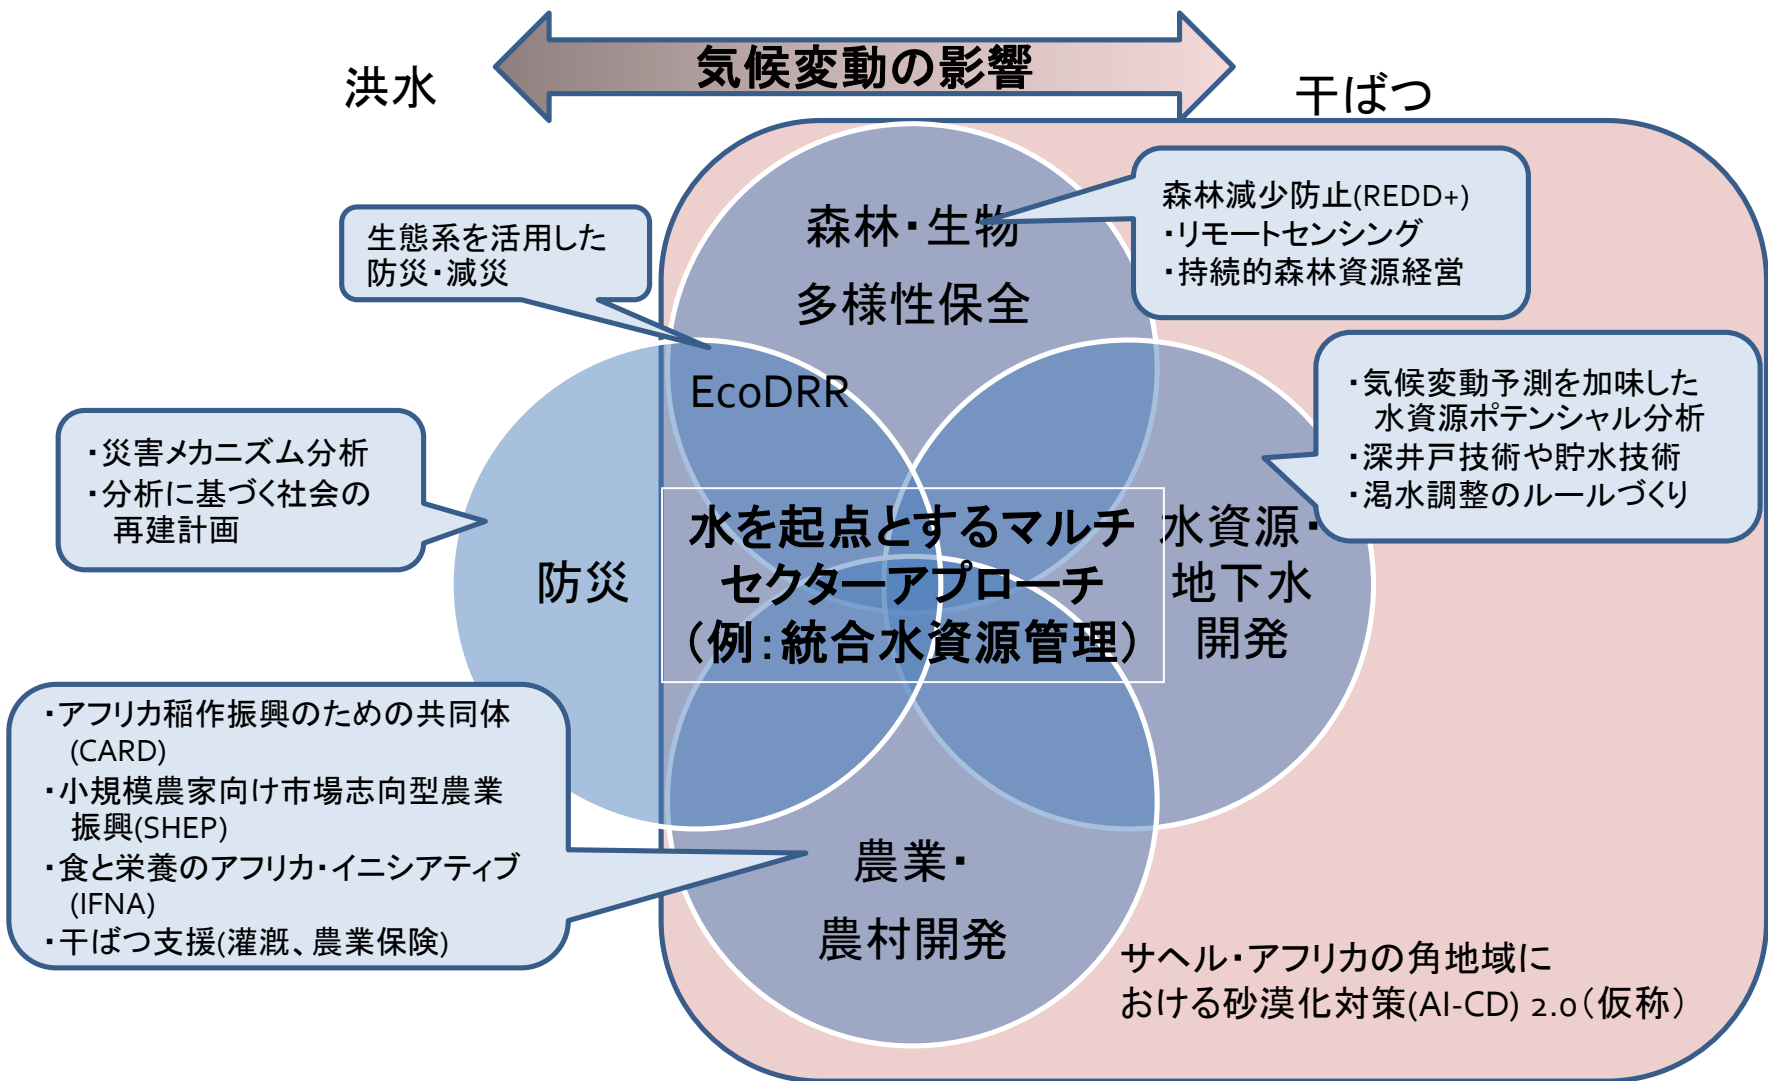 気候変動の影響
洪水
干ばつ
森林・生物
多様性保全
森林減少防止(REDD+)
・リモートセンシング
・持続的森林資源経営
生態系を活用した
防災・減災
EcoDRR
・気候変動予測を加味した
水資源ポテンシャル分析
・深井戸技術や貯水技術
・渇水調整のルールづくり
・災害メカニズム分析
・分析に基づく社会の
再建計画
防災
水を起点とするマルチ
セクターアプローチ
（例：統合水資源管理）
水資源・
地下水
開発
・アフリカ稲作振興のための共同体
(CARD)
・小規模農家向け市場志向型農業
振興(SHEP)
・食と栄養のアフリカ・イニシアティブ
(IFNA)
・干ばつ支援(灌漑、農業保険)
農業・
農村開発
サヘル・アフリカの角地域に
おける砂漠化対策(AI-CD) 2.0（仮称）